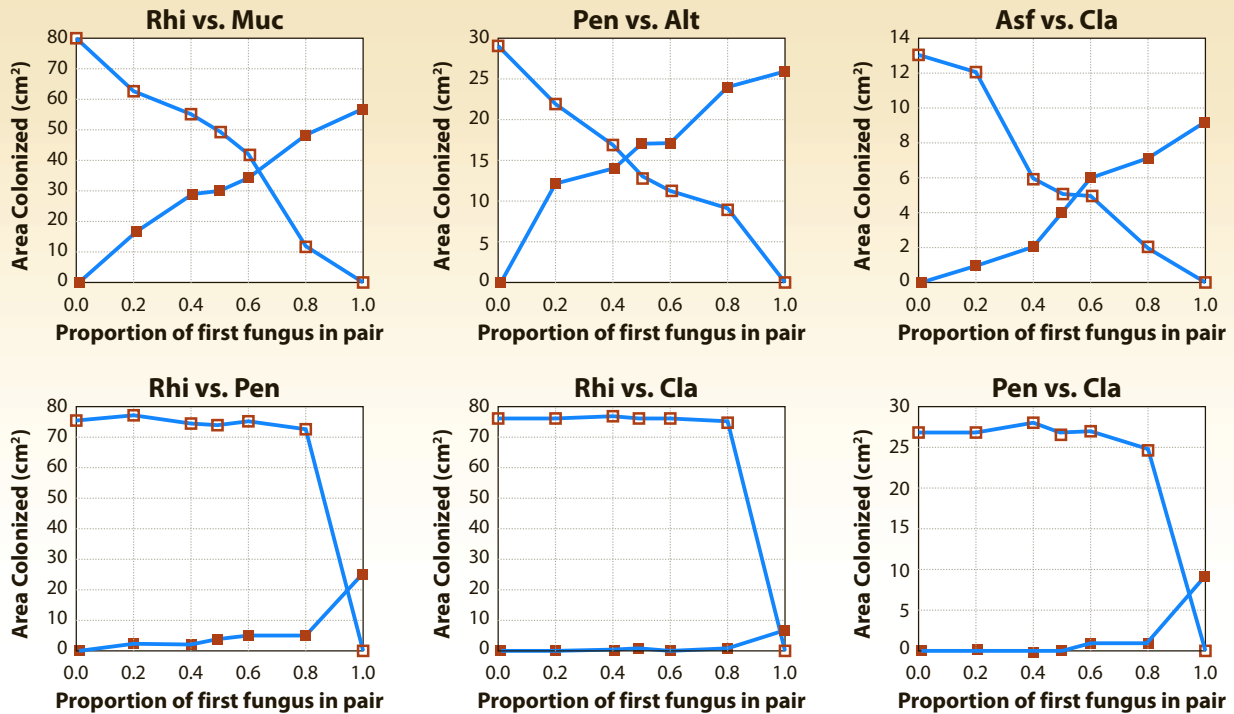 Rhi vs. Muc
Area Colonized (cm²)
80
70
60
50
40
30
20
10
0
0.0 0.2 0.4 0.6 0.8 1.0
Proportion of first fungus in pair
Pen vs. Alt
Area Colonized (cm²)
30
25
20
15
10
5
0
0.0 0.2 0.4 0.6 0.8 1.0
Proportion of first fungus in pair
Asf vs. Cla
Area Colonized (cm²)
14
12
10
8
6
4
2
0
0.0 0.2 0.4 0.6 0.8 1.0
Proportion of first fungus in pair
Rhi vs. Pen
Area Colonized (cm²)
80
70
60
50
40
30
20
10
0
0.0 0.2 0.4 0.6 0.8 1.0
Proportion of first fungus in pair
Rhi vs. Cla
Area Colonized (cm²)
80
70
60
50
40
30
20
10
0
0.0 0.2 0.4 0.6 0.8 1.0
Proportion of first fungus in pair
Pen vs. Cla
Area Colonized (cm²)
30
25
20
15
10
5
0
0.0 0.2 0.4 0.6 0.8 1.0
Proportion of first fungus in pair